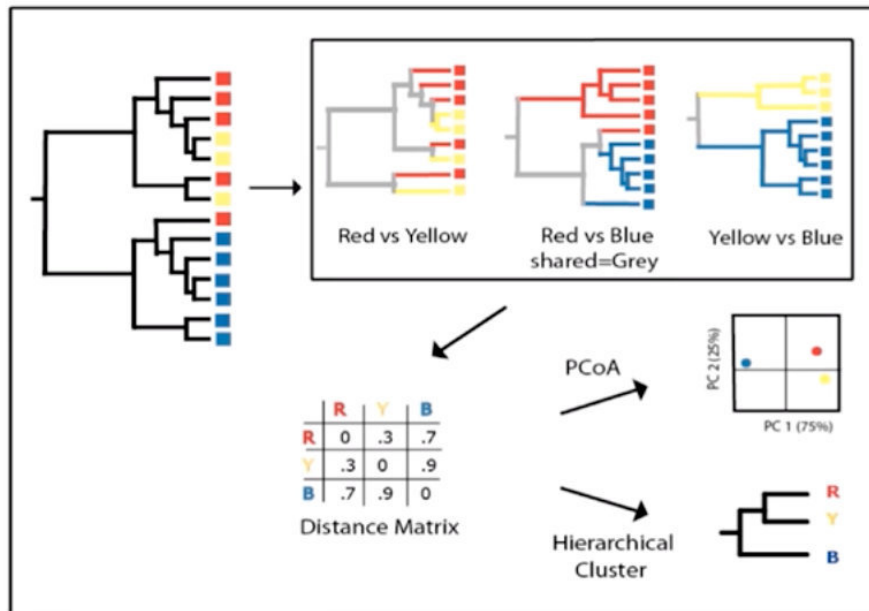 Red vs Yellow
Red vs Blue
shared=Grey
Yellow vs Blue
R Y B
R 0 .3 .7
Y .3 0 .9
B .7 .9 0
Distance Matrix
PCoA
PC 2 (25%)
PC 1 (75%)
Hierarchical
Cluster
R
Y
B